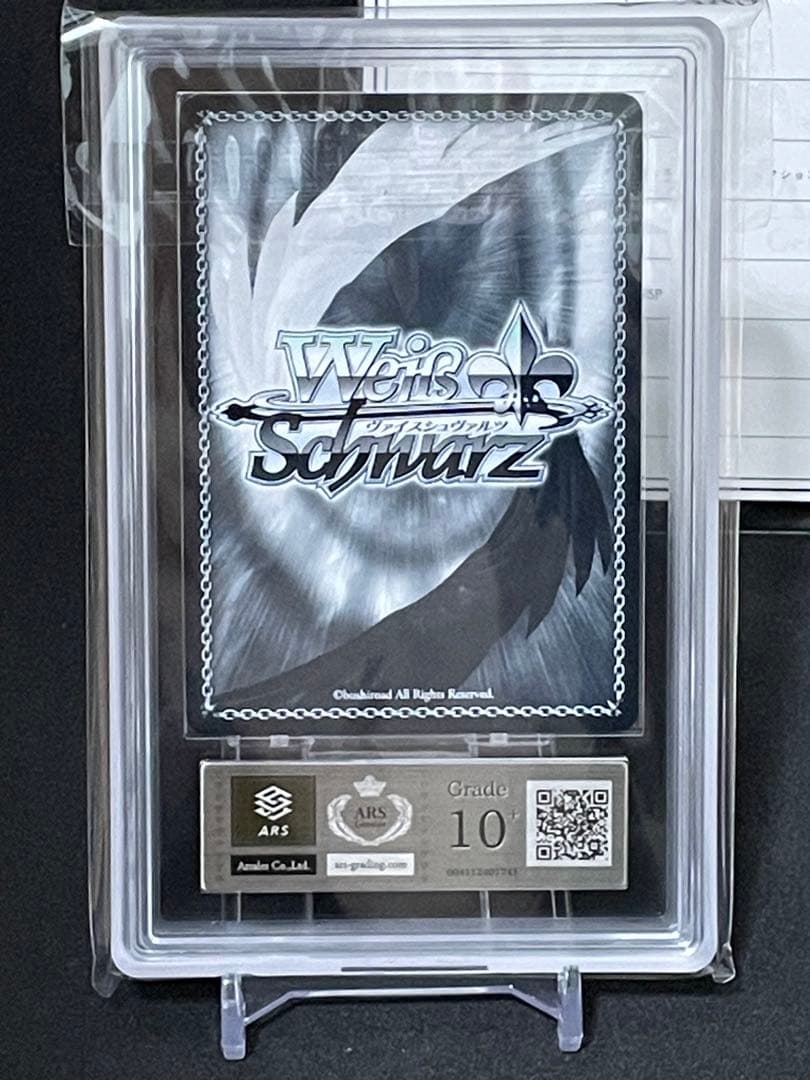 Weiß
ヴァイスシュヴァルツ
Schwarz
©bushiroad All Rights Reserved.
ARS
ARS
Grade
10+
Co.,Ltd.
ars-grading.com
SP